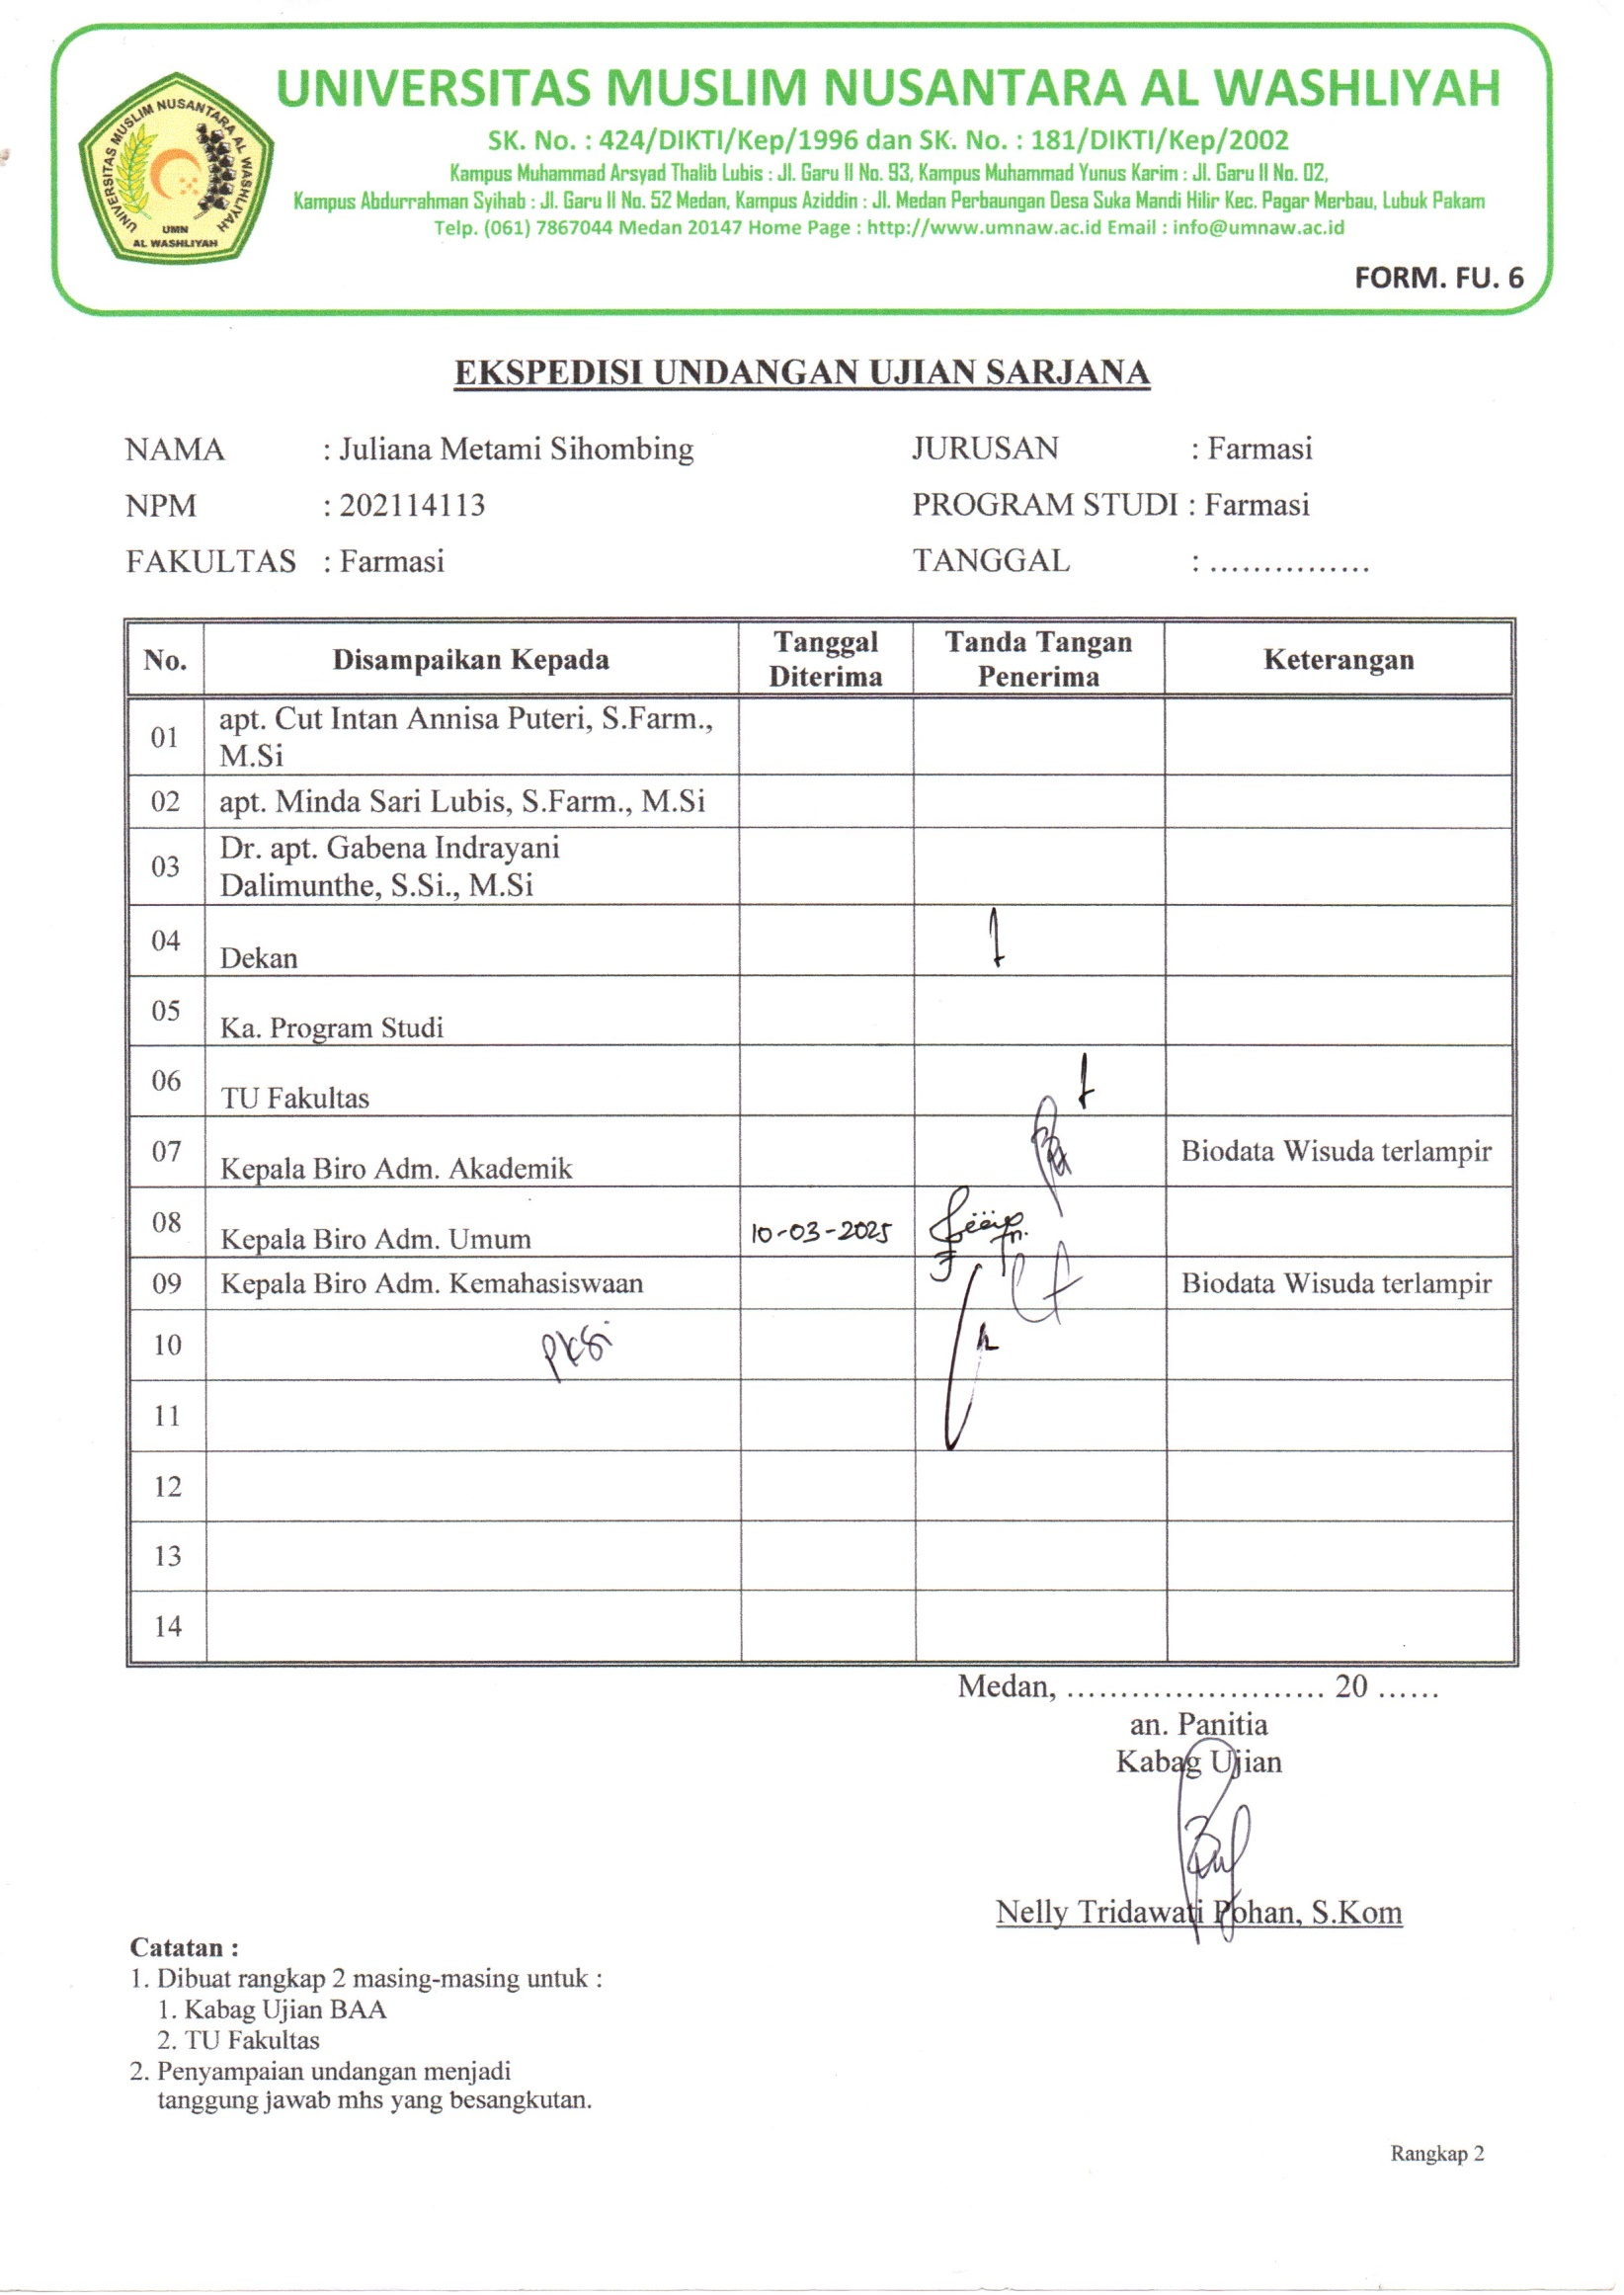 UNIVERSITAS MUSLIM NUSANTARA AL WASHLIYAH
UMN
AL WASHLIYAH
UNIVERSITAS MUSLIM NUSANTARA AL WASHLIYAH
SK. No. : 424/DIKTI/Kep/1996 dan SK. No. : 181/DIKTI/Kep/2002
Kampus Muhammad Arsyad Thalib Lubis : Jl. Garu II No. 93, Kampus Muhammad Yunus Karim : Jl. Garu II No. 02,
Kampus Abdurrahman Syihab : Jl. Garu II No. 52 Medan, Kampus Aziddin : Jl. Medan Perbaungan Desa Suka Mandi Hilir Kec. Pagar Merbau, Lubuk Pakam
Telp. (061) 7867044 Medan 20147 Home Page : http://www.umnaw.ac.id Email : info@umnaw.ac.id
FORM. FU. 6
EKSPEDISI UNDANGAN UJIAN SARJANA
NAMA : Juliana Metami Sihombing JURUSAN : Farmasi
NPM : 202114113 PROGRAM STUDI : Farmasi
FAKULTAS : Farmasi TANGGAL : ...............
No. Disampaikan Kepada Tanggal Diterima Tanda Tangan Penerima Keterangan
01 apt. Cut Intan Annisa Puteri, S.Farm.,
M.Si
02 apt. Minda Sari Lubis, S.Farm., M.Si
03 Dr. apt. Gabena Indrayani
Dalimunthe, S.Si., M.Si
04 Dekan
05 Ka. Program Studi
06 TU Fakultas
07 Kepala Biro Adm. Akademik Biodata Wisuda terlampir
08 Kepala Biro Adm. Umum 10-03-2025
09 Kepala Biro Adm. Kemahasiswaan Biodata Wisuda terlampir
10 PKSi
11
12
13
14
Medan, ........................ 20 ......
an. Panitia
Kabag Ujian
Nelly Tridawati Pohan, S.Kom
Catatan :
1. Dibuat rangkap 2 masing-masing untuk :
1. Kabag Ujian BAA
2. TU Fakultas
2. Penyampaian undangan menjadi
tanggung jawab mhs yang besangkutan.
Rangkap 2